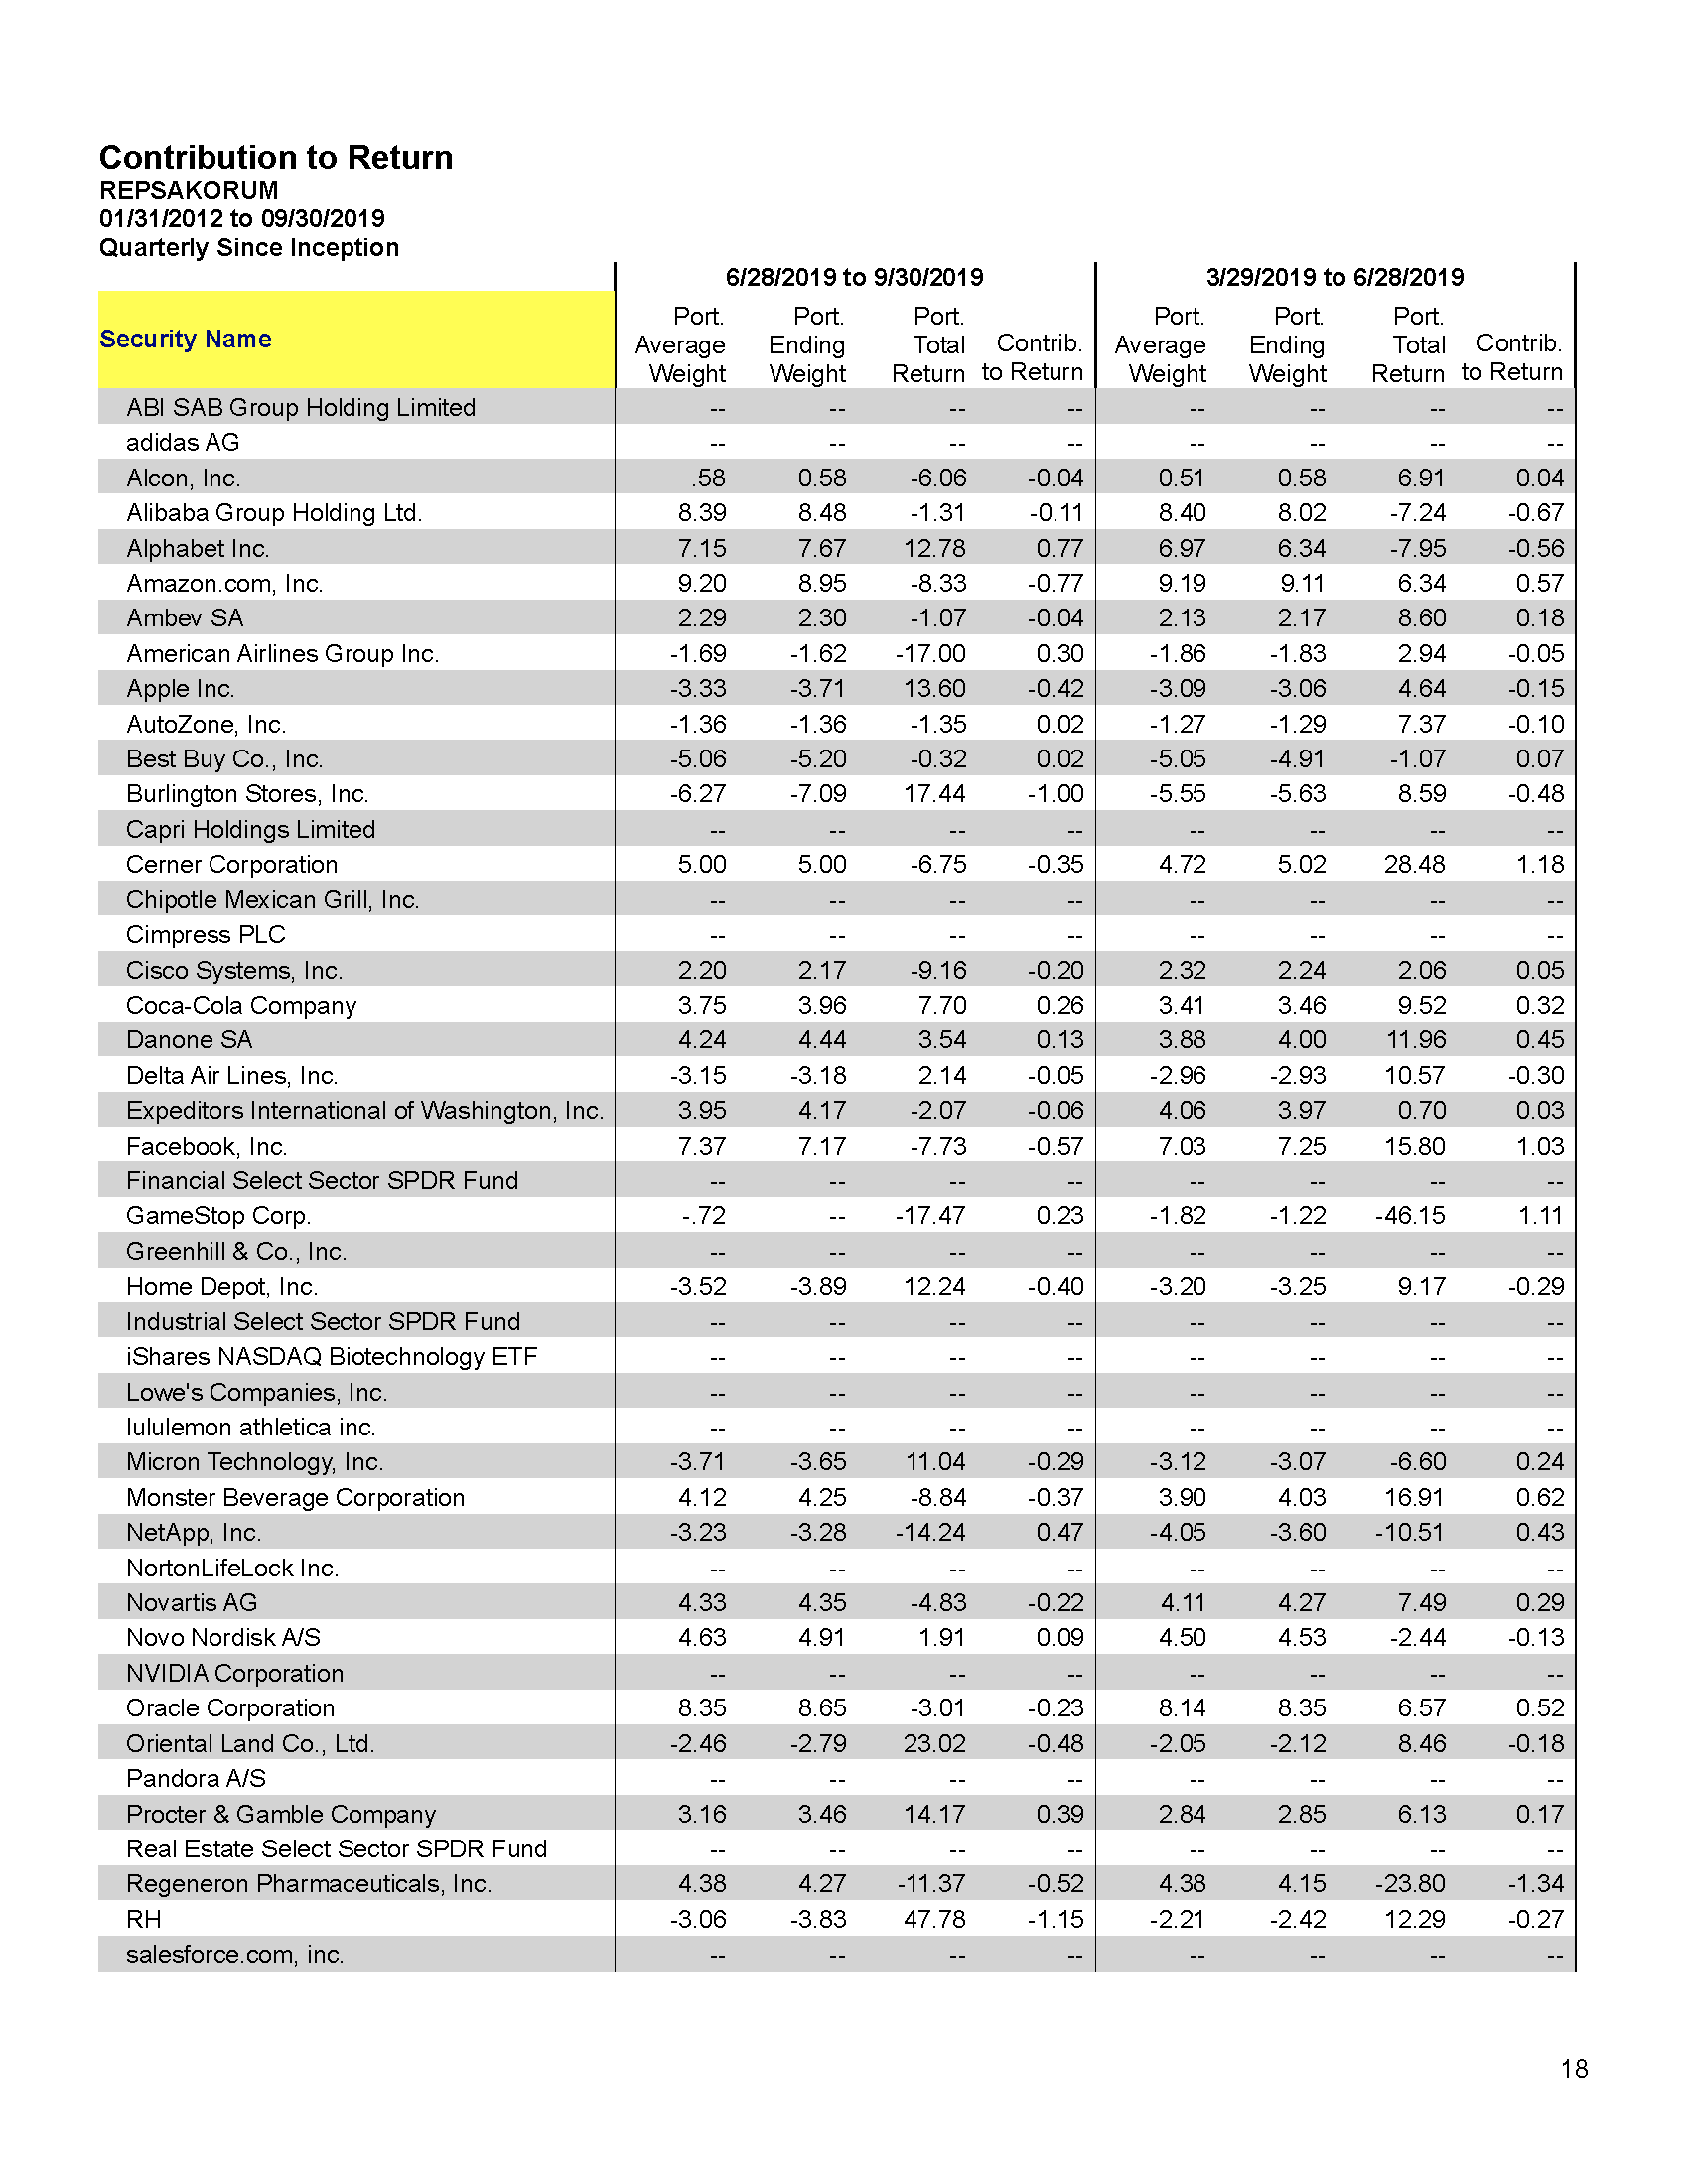 Contribution to Return
REPSAKORUM
01/31/2012 to 09/30/2019
Quarterly Since Inception
6/28/2019 to 9/30/2019 3/29/2019 to 6/28/2019
Security Name Port. Average Weight Port. Ending Weight Port. Total Return Contrib. to Return Port. Average Weight Port. Ending Weight Port. Total Return Contrib. to Return
ABI SAB Group Holding Limited -- -- -- -- -- -- -- --
adidas AG -- -- -- -- -- -- -- --
Alcon, Inc. .58 0.58 -6.06 -0.04 0.51 0.58 6.91 0.04
Alibaba Group Holding Ltd. 8.39 8.48 -1.31 -0.11 8.40 8.02 -7.24 -0.67
Alphabet Inc. 7.15 7.67 12.78 0.77 6.97 6.34 -7.95 -0.56
Amazon.com, Inc. 9.20 8.95 -8.33 -0.77 9.19 9.11 6.34 0.57
Ambev SA 2.29 2.30 -1.07 -0.04 2.13 2.17 8.60 0.18
American Airlines Group Inc. -1.69 -1.62 -17.00 0.30 -1.86 -1.83 2.94 -0.05
Apple Inc. -3.33 -3.71 13.60 -0.42 -3.09 -3.06 4.64 -0.15
AutoZone, Inc. -1.36 -1.36 -1.35 0.02 -1.27 -1.29 7.37 -0.10
Best Buy Co., Inc. -5.06 -5.20 -0.32 0.02 -5.05 -4.91 -1.07 0.07
Burlington Stores, Inc. -6.27 -7.09 17.44 -1.00 -5.55 -5.63 8.59 -0.48
Capri Holdings Limited -- -- -- -- -- -- -- --
Cerner Corporation 5.00 5.00 -6.75 -0.35 4.72 5.02 28.48 1.18
Chipotle Mexican Grill, Inc. -- -- -- -- -- -- -- --
Cimpress PLC -- -- -- -- -- -- -- --
Cisco Systems, Inc. 2.20 2.17 -9.16 -0.20 2.32 2.24 2.06 0.05
Coca-Cola Company 3.75 3.96 7.70 0.26 3.41 3.46 9.52 0.32
Danone SA 4.24 4.44 3.54 0.13 3.88 4.00 11.96 0.45
Delta Air Lines, Inc. -3.15 -3.18 2.14 -0.05 -2.96 -2.93 10.57 -0.30
Expeditors International of Washington, Inc. 3.95 4.17 -2.07 -0.06 4.06 3.97 0.70 0.03
Facebook, Inc. 7.37 7.17 -7.73 -0.57 7.03 7.25 15.80 1.03
Financial Select Sector SPDR Fund -- -- -- -- -- -- -- --
GameStop Corp. -.72 -- -17.47 0.23 -1.82 -1.22 -46.15 1.11
Greenhill & Co., Inc. -- -- -- -- -- -- -- --
Home Depot, Inc. -3.52 -3.89 12.24 -0.40 -3.20 -3.25 9.17 -0.29
Industrial Select Sector SPDR Fund -- -- -- -- -- -- -- --
iShares NASDAQ Biotechnology ETF -- -- -- -- -- -- -- --
Lowe's Companies, Inc. -- -- -- -- -- -- -- --
lululemon athletica inc. -- -- -- -- -- -- -- --
Micron Technology, Inc. -3.71 -3.65 11.04 -0.29 -3.12 -3.07 -6.60 0.24
Monster Beverage Corporation 4.12 4.25 -8.84 -0.37 3.90 4.03 16.91 0.62
NetApp, Inc. -3.23 -3.28 -14.24 0.47 -4.05 -3.60 -10.51 0.43
NortonLifeLock Inc. -- -- -- -- -- -- -- --
Novartis AG 4.33 4.35 -4.83 -0.22 4.11 4.27 7.49 0.29
Novo Nordisk A/S 4.63 4.91 1.91 0.09 4.50 4.53 -2.44 -0.13
NVIDIA Corporation -- -- -- -- -- -- -- --
Oracle Corporation 8.35 8.65 -3.01 -0.23 8.14 8.35 6.57 0.52
Oriental Land Co., Ltd. -2.46 -2.79 23.02 -0.48 -2.05 -2.12 8.46 -0.18
Pandora A/S -- -- -- -- -- -- -- --
Procter & Gamble Company 3.16 3.46 14.17 0.39 2.84 2.85 6.13 0.17
Real Estate Select Sector SPDR Fund -- -- -- -- -- -- -- --
Regeneron Pharmaceuticals, Inc. 4.38 4.27 -11.37 -0.52 4.38 4.15 -23.80 -1.34
RH -3.06 -3.83 47.78 -1.15 -2.21 -2.42 12.29 -0.27
salesforce.com, inc. -- -- -- -- -- -- -- --
18